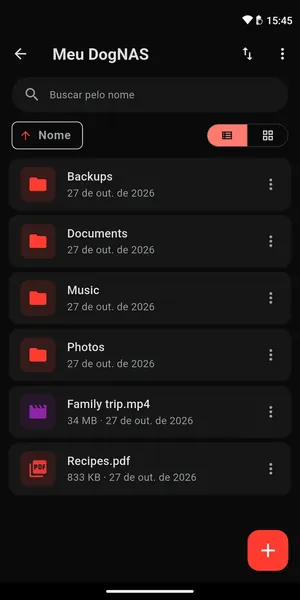 15:45
Meu DogNAS
Buscar pelo nome
Nome
Backups
27 de out. de 2026
Documents
27 de out. de 2026
Music
27 de out. de 2026
Photos
27 de out. de 2026
Family trip.mp4
34 MB · 27 de out. de 2026
PDF
Recipes.pdf
833 KB · 27 de out. de 2026